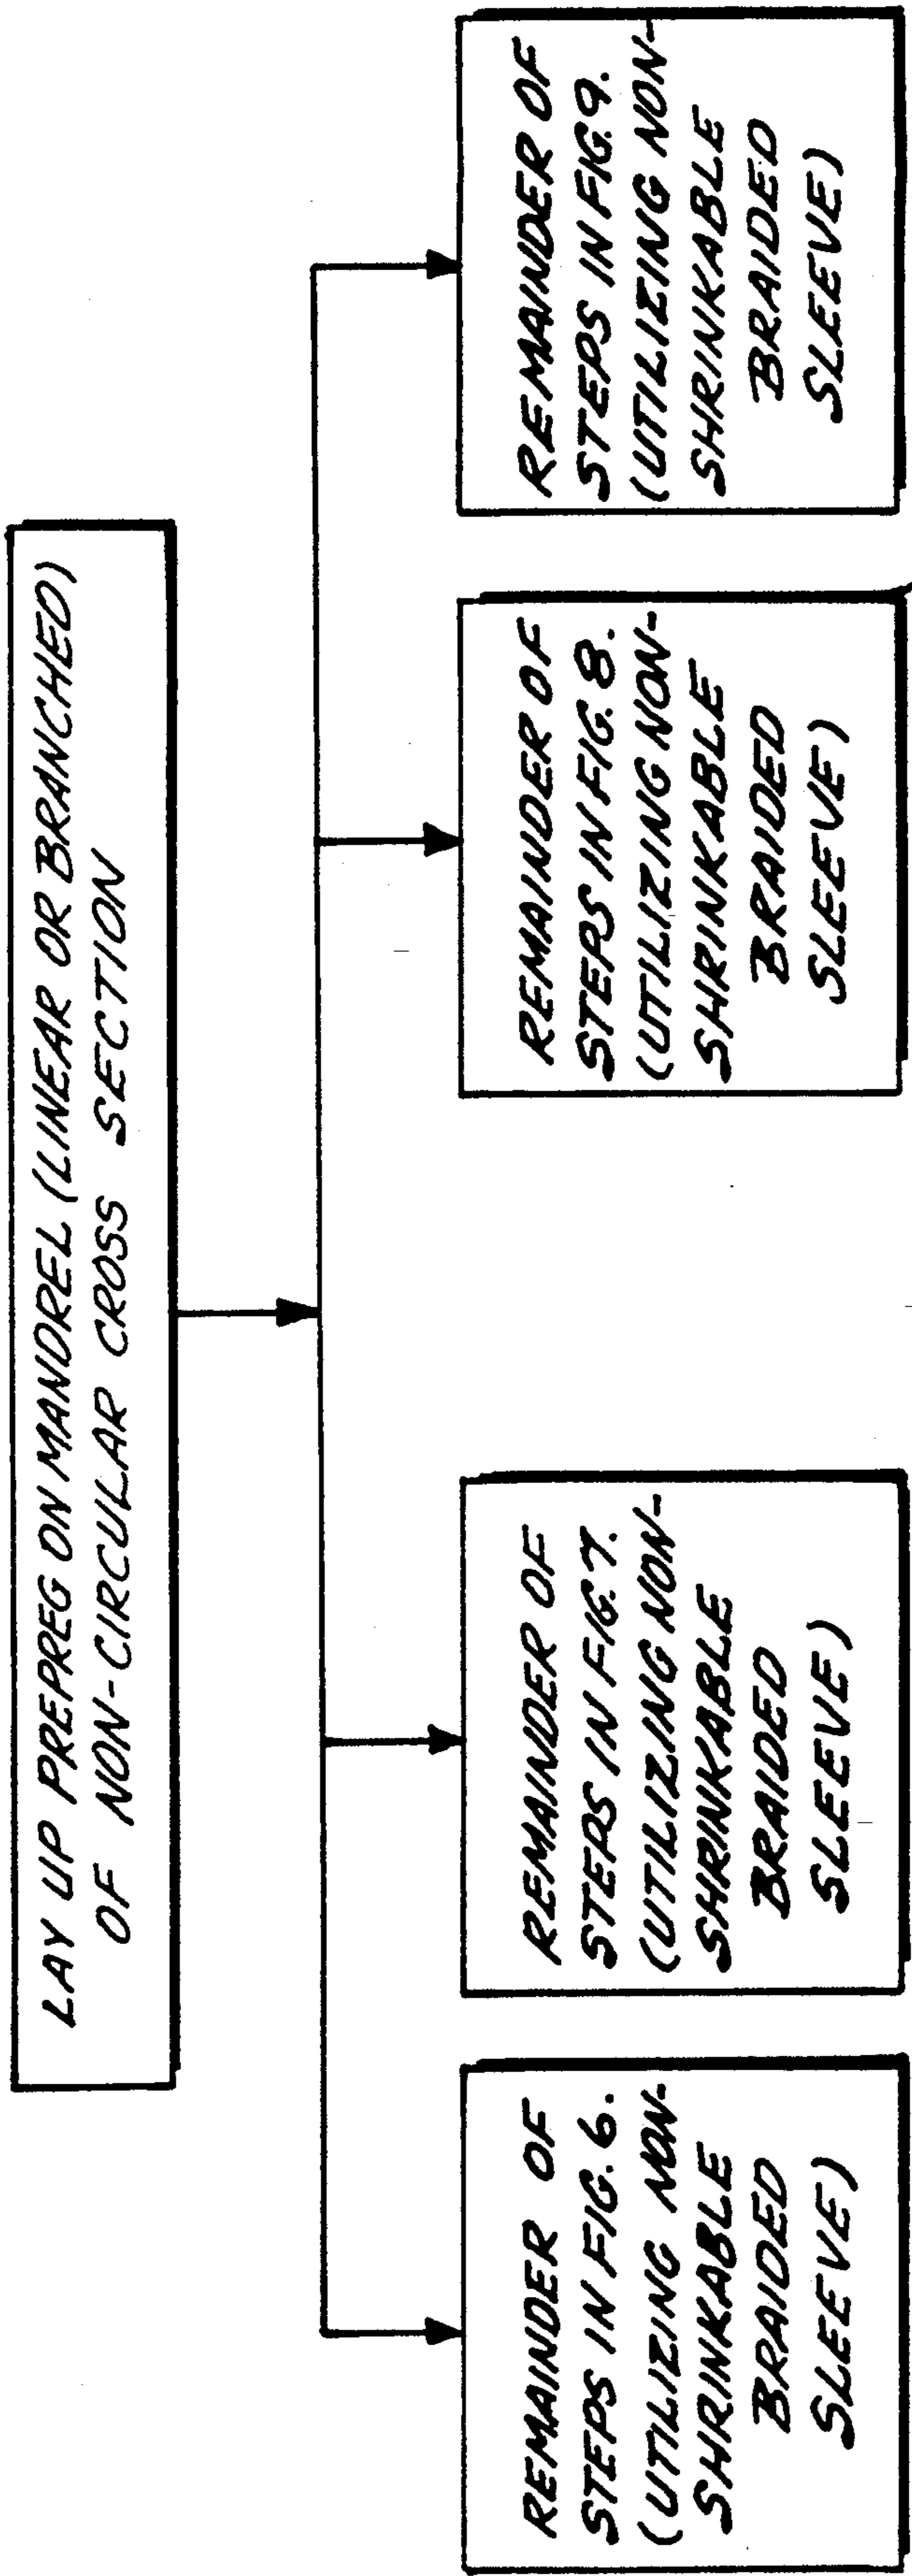 LAY UP PREPREG ON MANDREL (LINEAR OR BRANCHED)
OF NON-CIRCULAR CROSS SECTION
REMAINDER OF
STEPS IN FIG. 6.
(UTILIZING NON-
SHRINKABLE
BRAIDED
SLEEVE)
REMAINDER OF
STEPS IN FIG. 7.
(UTILIZING NON-
SHRINKABLE
BRAIDED
SLEEVE)
REMAINDER OF
STEPS IN FIG. 8.
(UTILIZING NON-
SHRINKABLE
BRAIDED
SLEEVE)
REMAINDER OF
STEPS IN FIG. 9.
(UTILIZING NON-
SHRINKABLE
BRAIDED
SLEEVE)